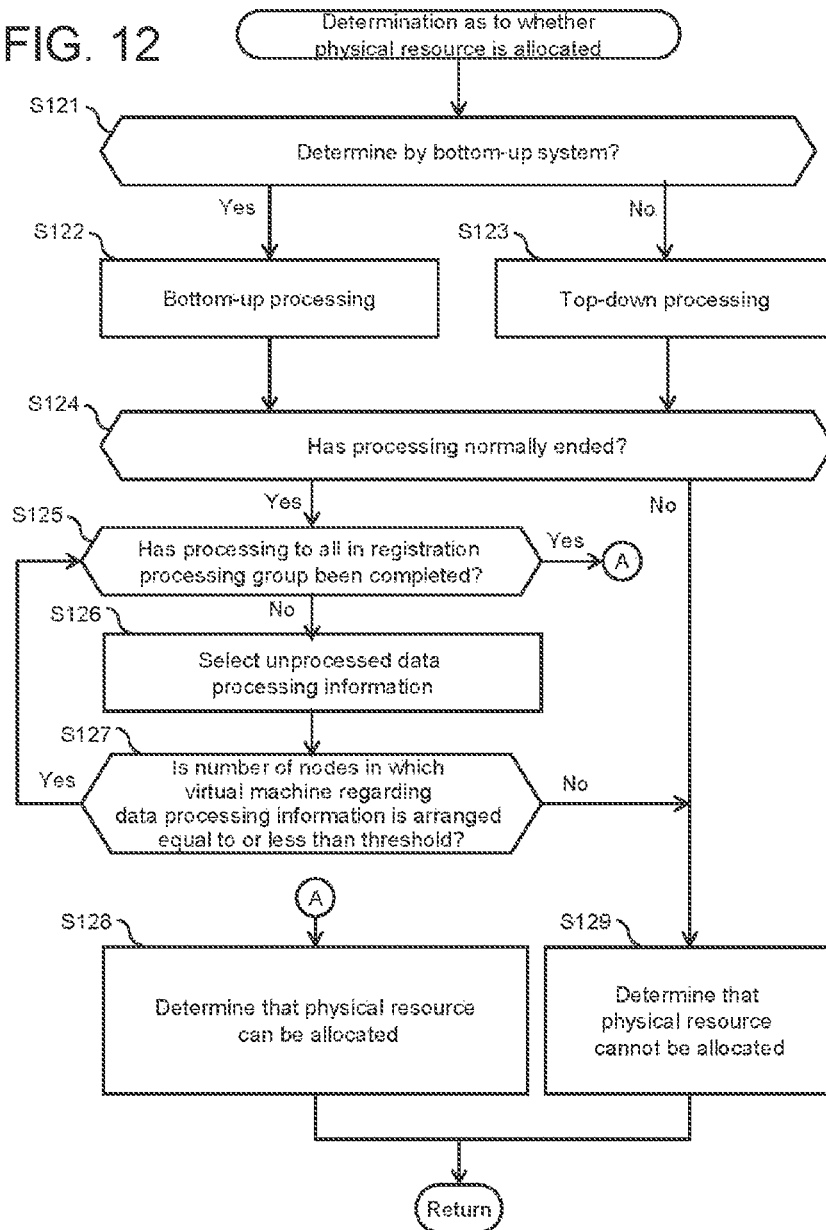 FIG. 12
Determination as to whether
physical resource is allocated
S121
Determine by bottom-up system?
Yes
No
S122
Bottom-up processing
S123
Top-down processing
S124
Has processing normally ended?
Yes
No
S125
Has processing to all in registration
processing group been completed?
Yes
A
No
S126
Select unprocessed data
processing information
S127
Yes
Is number of nodes in which
virtual machine regarding
data processing information is arranged
equal to or less than threshold?
No
A
S128
Determine that physical resource
can be allocated
S129
Determine that
physical resource
cannot be allocated
Return